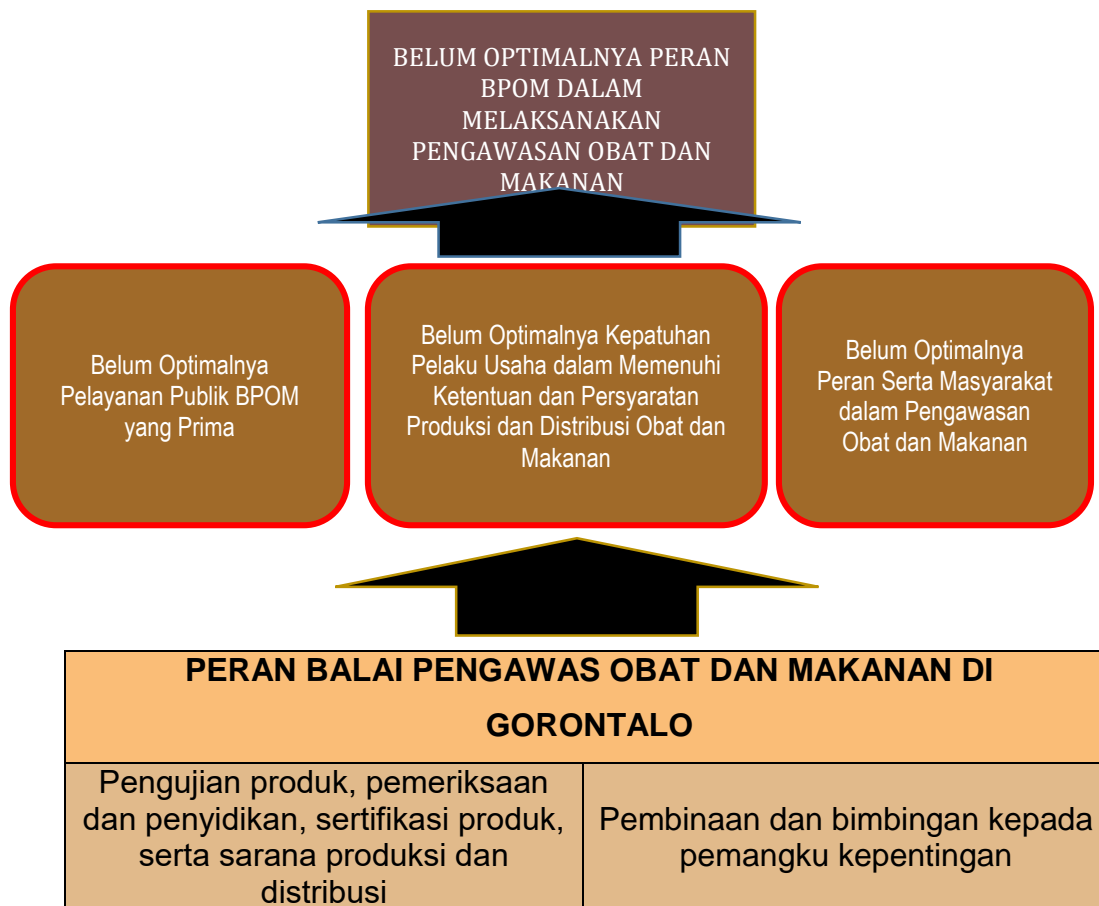 BELUM OPTIMALNYA PERAN
BPOM DALAM
MELAKSANAKAN
PENGAWASAN OBAT DAN
MAKANAN
Belum Optimalnya
Pelayanan Publik BPOM
yang Prima
Belum Optimalnya Kepatuhan
Pelaku Usaha dalam Memenuhi
Ketentuan dan Persyaratan
Produksi dan Distribusi Obat dan
Makanan
Belum Optimalnya
Peran Serta Masyarakat
dalam Pengawasan
Obat dan Makanan
PERAN BALAI PENGAWAS OBAT DAN MAKANAN DI
GORONTALO
Pengujian produk, pemeriksaan
dan penyidikan, sertifikasi produk,
serta sarana produksi dan
distribusi
Pembinaan dan bimbingan kepada
pemangku kepentingan